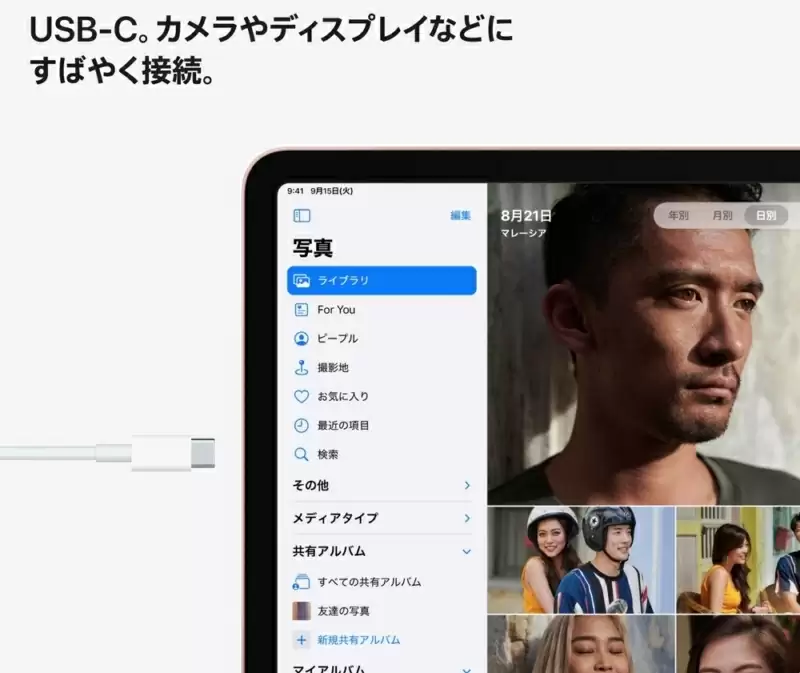 USB-C。カメラやディスプレイなどに
すばやく接続。
9:41 9月15日(火)
編集
写真
ライブラリ
For You
ピープル
撮影地
お気に入り
最近の項目
検索
その他
メディアタイプ
共有アルバム
すべての共有アルバム
友達の写真
新規共有アルバム
マイアルバム
8月21日
マレーシア
年別 月別 日別